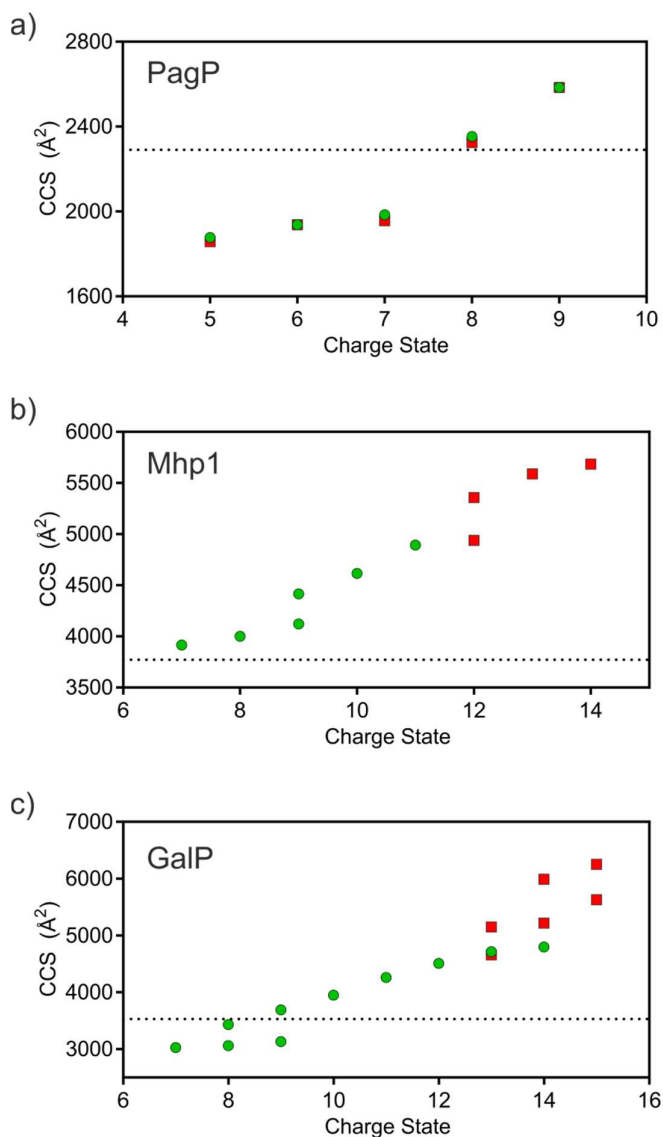 a)
PagP
2800
2400
2000
1600
CCS (Å²)
4 5 6 7 8 9 10
Charge State
b)
Mhp1
6000
5500
5000
4500
4000
3500
CCS (Å²)
6 8 10 12 14
Charge State
c)
GalP
7000
6000
5000
4000
3000
CCS (Å²)
6 8 10 12 14 16
Charge State